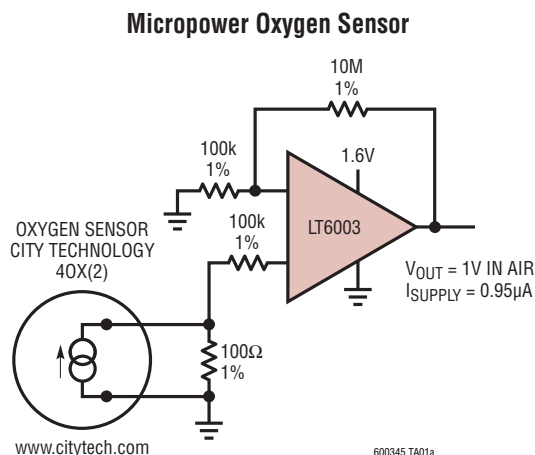 Micropower Oxygen Sensor
10M
1%
100k
1%
1.6V
100k
1%
LT6003
OXYGEN SENSOR
CITY TECHNOLOGY
4OX(2)
VOUT = 1V IN AIR
ISUPPLY = 0.95µA
100Ω
1%
www.citytech.com
600345 TA01a